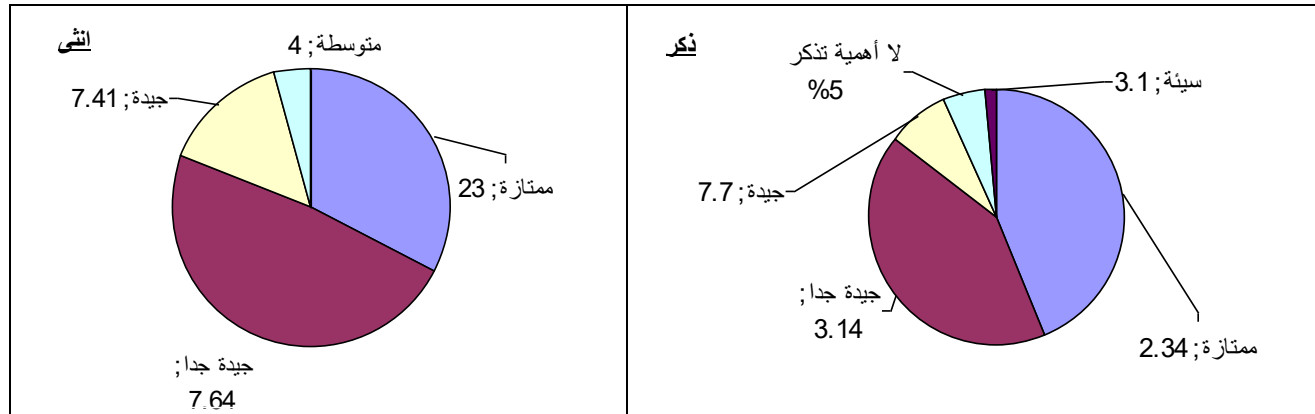 ذكر
لا أهمية تذكر
%5
سيئة; 3.1
جيدة; 7.7
جيدة جدا;
3.14
ممتازة; 2.34
انثى
متوسطة; 4
جيدة; 7.41
ممتازة; 23
جيدة جدا;
7.64